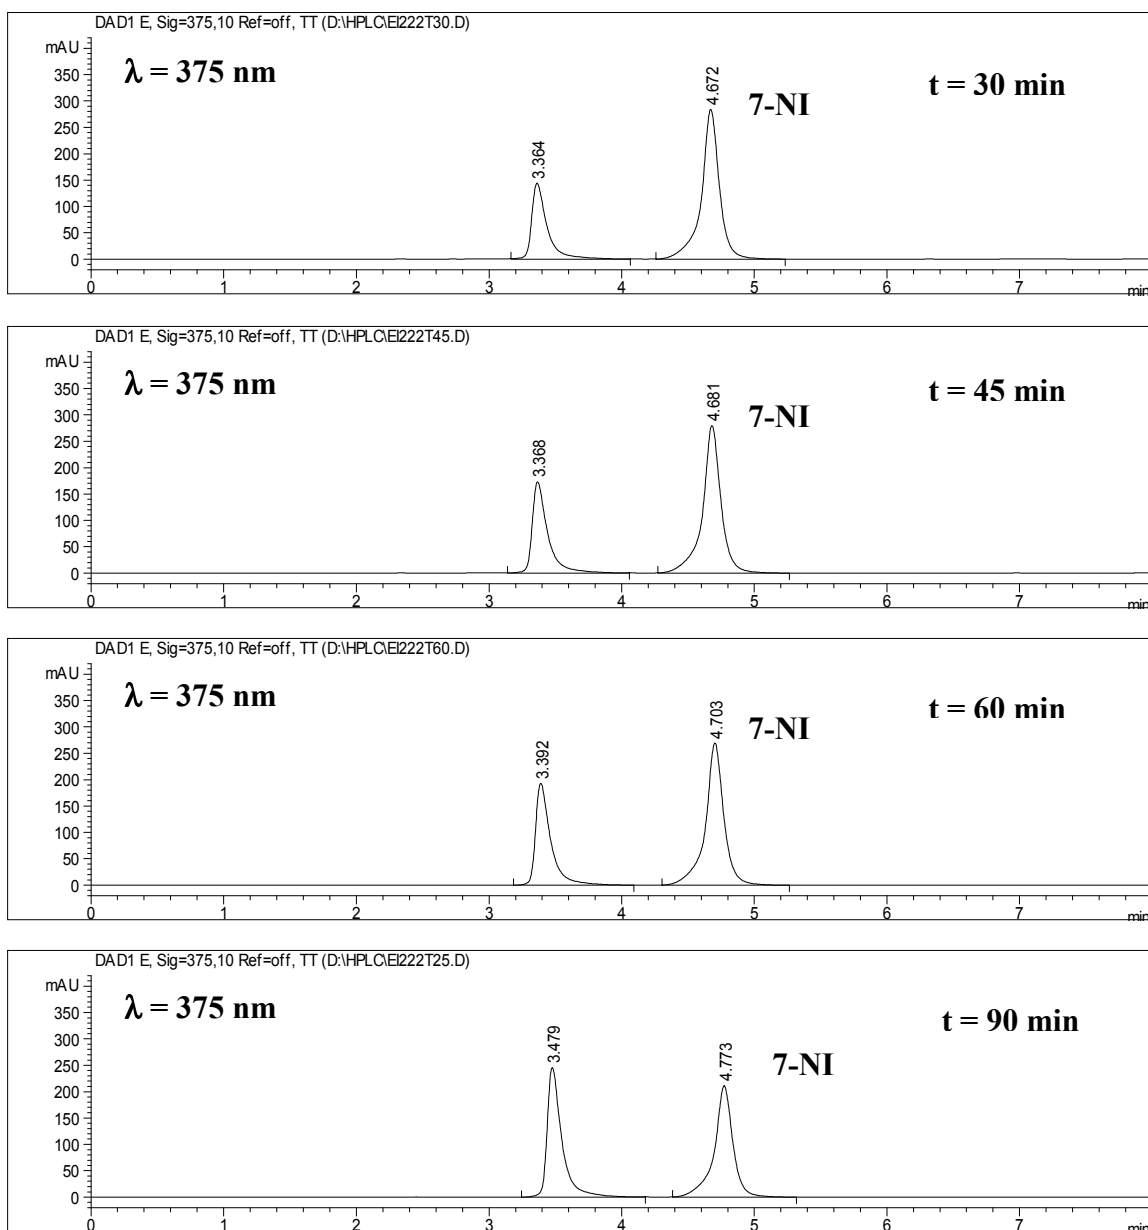 DAD1 E, Sig=375,10 Ref=off, TT (D:\HPLC\EI222T30.D)
mAU
λ = 375 nm
7-NI
t = 30 min
350
300
250
200
150
100
50
0
3.364
4.672
0 1 2 3 4 5 6 7 min
DAD1 E, Sig=375,10 Ref=off, TT (D:\HPLC\EI222T45.D)
mAU
λ = 375 nm
7-NI
t = 45 min
350
300
250
200
150
100
50
0
3.368
4.681
0 1 2 3 4 5 6 7 min
DAD1 E, Sig=375,10 Ref=off, TT (D:\HPLC\EI222T60.D)
mAU
λ = 375 nm
7-NI
t = 60 min
350
300
250
200
150
100
50
0
3.392
4.703
0 1 2 3 4 5 6 7 min
DAD1 E, Sig=375,10 Ref=off, TT (D:\HPLC\EI222T25.D)
mAU
λ = 375 nm
7-NI
t = 90 min
350
300
250
200
150
100
50
0
3.479
4.773
0 1 2 3 4 5 6 7 min